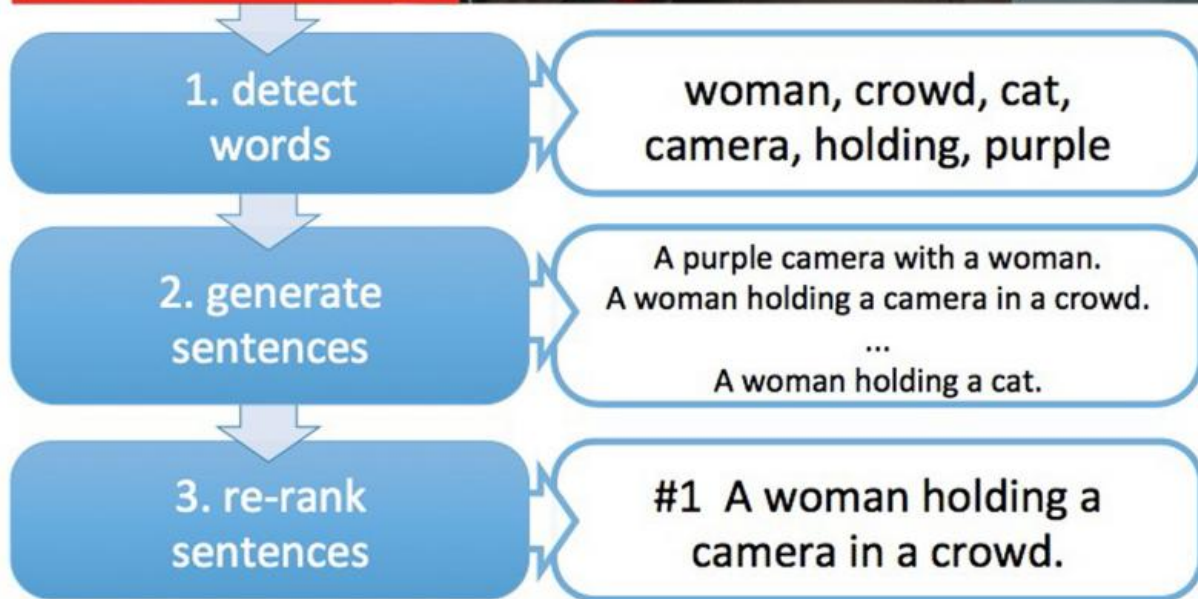 1. detect
words
woman, crowd, cat,
camera, holding, purple
2. generate
sentences
A purple camera with a woman.
A woman holding a camera in a crowd.
...
A woman holding a cat.
3. re-rank
sentences
#1 A woman holding a
camera in a crowd.